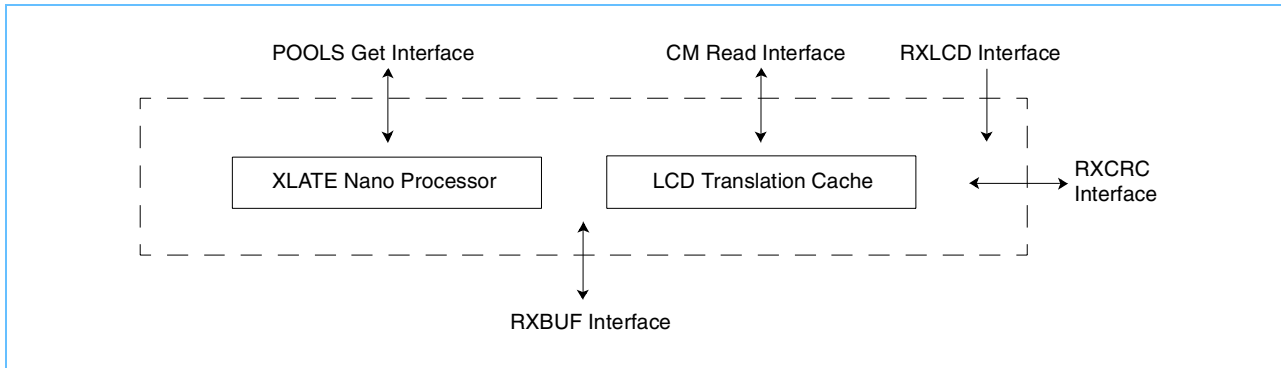 POOLS Get Interface
CM Read Interface
RXLCD Interface
XLATE Nano Processor
LCD Translation Cache
RXCRC
Interface
RXBUF Interface